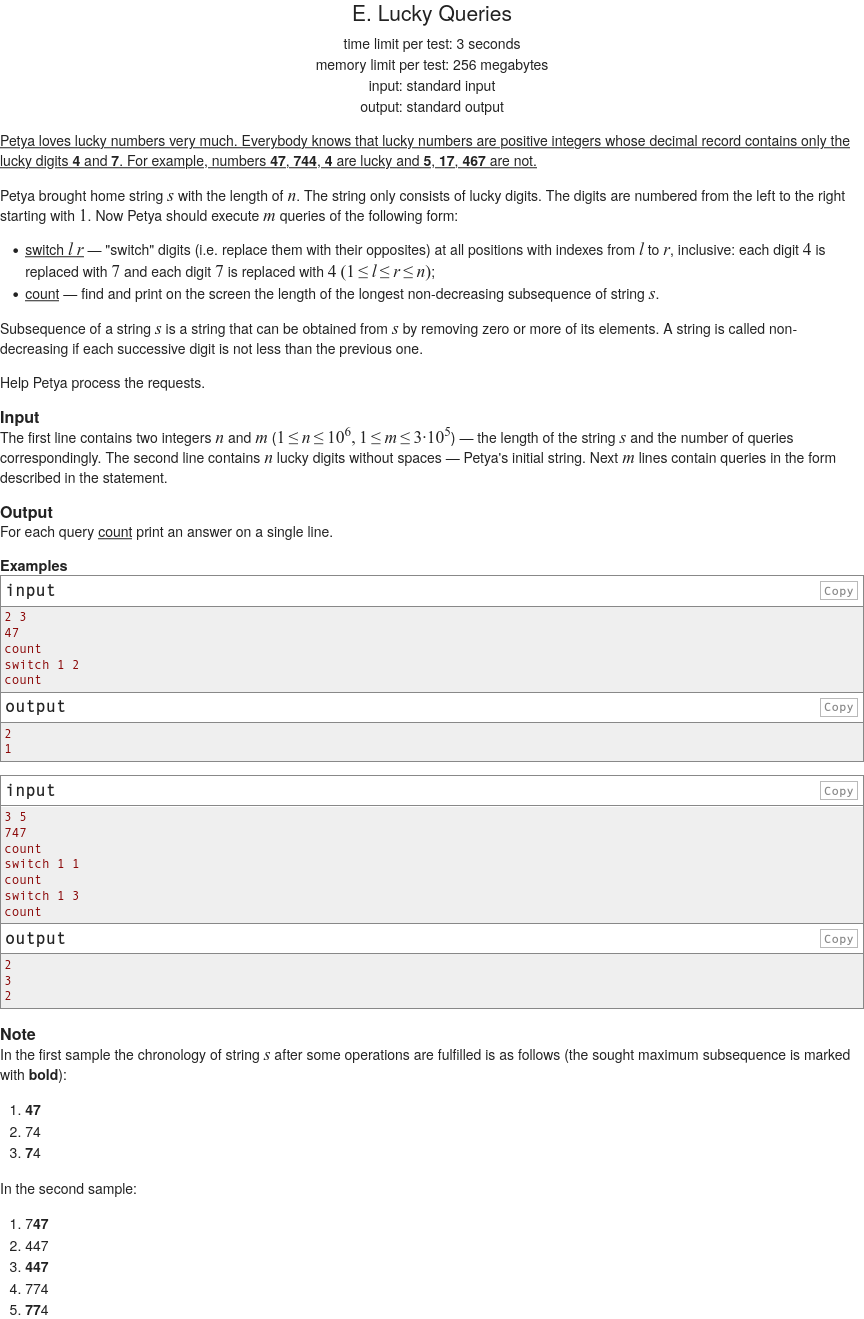 E. Lucky Queries
time limit per test: 3 seconds
memory limit per test: 256 megabytes
input: standard input
output: standard output
Petya loves lucky numbers very much. Everybody knows that lucky numbers are positive integers whose decimal record contains only the
lucky digits 4 and 7. For example, numbers 47, 744, 4 are lucky and 5, 17, 467 are not.
Petya brought home string s with the length of n. The string only consists of lucky digits. The digits are numbered from the left to the right
starting with 1. Now Petya should execute m queries of the following form:
• switch l r — "switch" digits (i.e. replace them with their opposites) at all positions with indexes from l to r, inclusive: each digit 4 is
replaced with 7 and each digit 7 is replaced with 4 (1 ≤ l ≤ r ≤ n);
• count — find and print on the screen the length of the longest non-decreasing subsequence of string s.
Subsequence of a string s is a string that can be obtained from s by removing zero or more of its elements. A string is called non-
decreasing if each successive digit is not less than the previous one.
Help Petya process the requests.
Input
The first line contains two integers n and m (1 ≤ n ≤ 10^6, 1 ≤ m ≤ 3·10^5) — the length of the string s and the number of queries
correspondingly. The second line contains n lucky digits without spaces — Petya's initial string. Next m lines contain queries in the form
described in the statement.
Output
For each query count print an answer on a single line.
Examples
input Copy
2 3
47
count
switch 1 2
count
output Copy
2
1
input Copy
3 5
747
count
switch 1 1
count
switch 1 3
count
output Copy
2
3
2
Note
In the first sample the chronology of string s after some operations are fulfilled is as follows (the sought maximum subsequence is marked
with bold):
1. 47
2. 74
3. 74
In the second sample:
1. 747
2. 447
3. 447
4. 774
5. 774